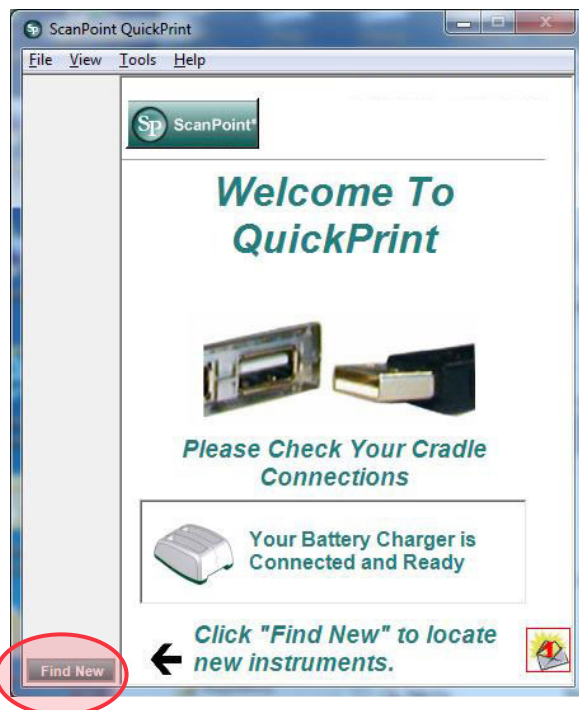 ScanPoint QuickPrint
File View Tools Help
Sp ScanPoint®
Welcome To
QuickPrint
Please Check Your Cradle
Connections
Your Battery Charger is
Connected and Ready
Click "Find New" to locate
new instruments.
Find New